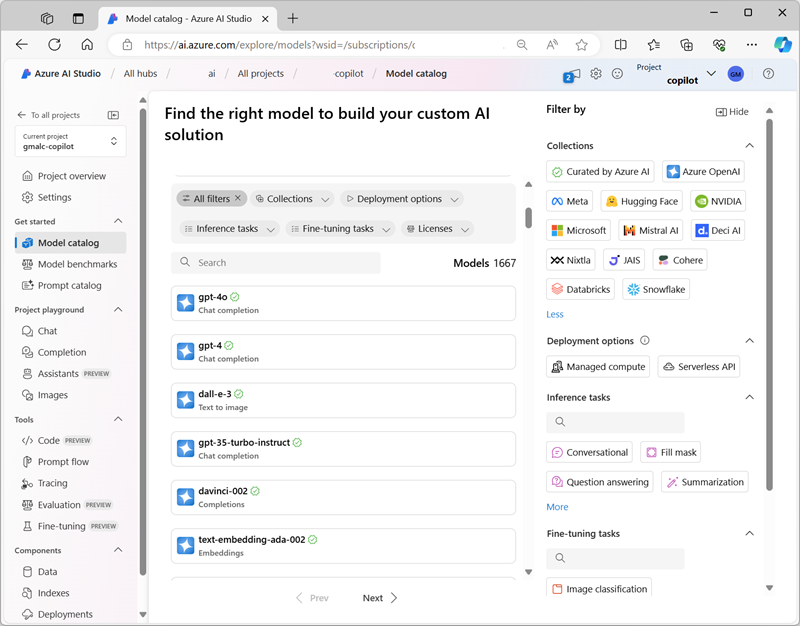 Model catalog - Azure AI Studio
https://ai.azure.com/explore/models?wsid=/subscriptions/c
Azure AI Studio / All hubs / ai / All projects / -copilot / Model catalog
2
Project
copilot
GM
To all projects
Current project
gmalc-copilot
Project overview
Settings
Get started
Model catalog
Model benchmarks
Prompt catalog
Project playground
Chat
Completion
Assistants PREVIEW
Images
Tools
Code PREVIEW
Prompt flow
Tracing
Evaluation PREVIEW
Fine-tuning PREVIEW
Components
Data
Indexes
Deployments
Find the right model to build your custom AI
solution
All filters Collections Deployment options
Inference tasks Fine-tuning tasks Licenses
Search
Models 1667
gpt-4o
Chat completion
gpt-4
Chat completion
dall-e-3
Text to image
gpt-35-turbo-instruct
Chat completion
davinci-002
Completions
text-embedding-ada-002
Embeddings
Prev Next
Filter by
Hide
Collections
Curated by Azure AI Azure OpenAI
Meta Hugging Face NVIDIA
Microsoft Mistral AI Deci AI
Nixtla JAIS Cohere
Databricks Snowflake
Less
Deployment options
Managed compute Serverless API
Inference tasks
Conversational Fill mask
Question answering Summarization
More
Fine-tuning tasks
Image classification